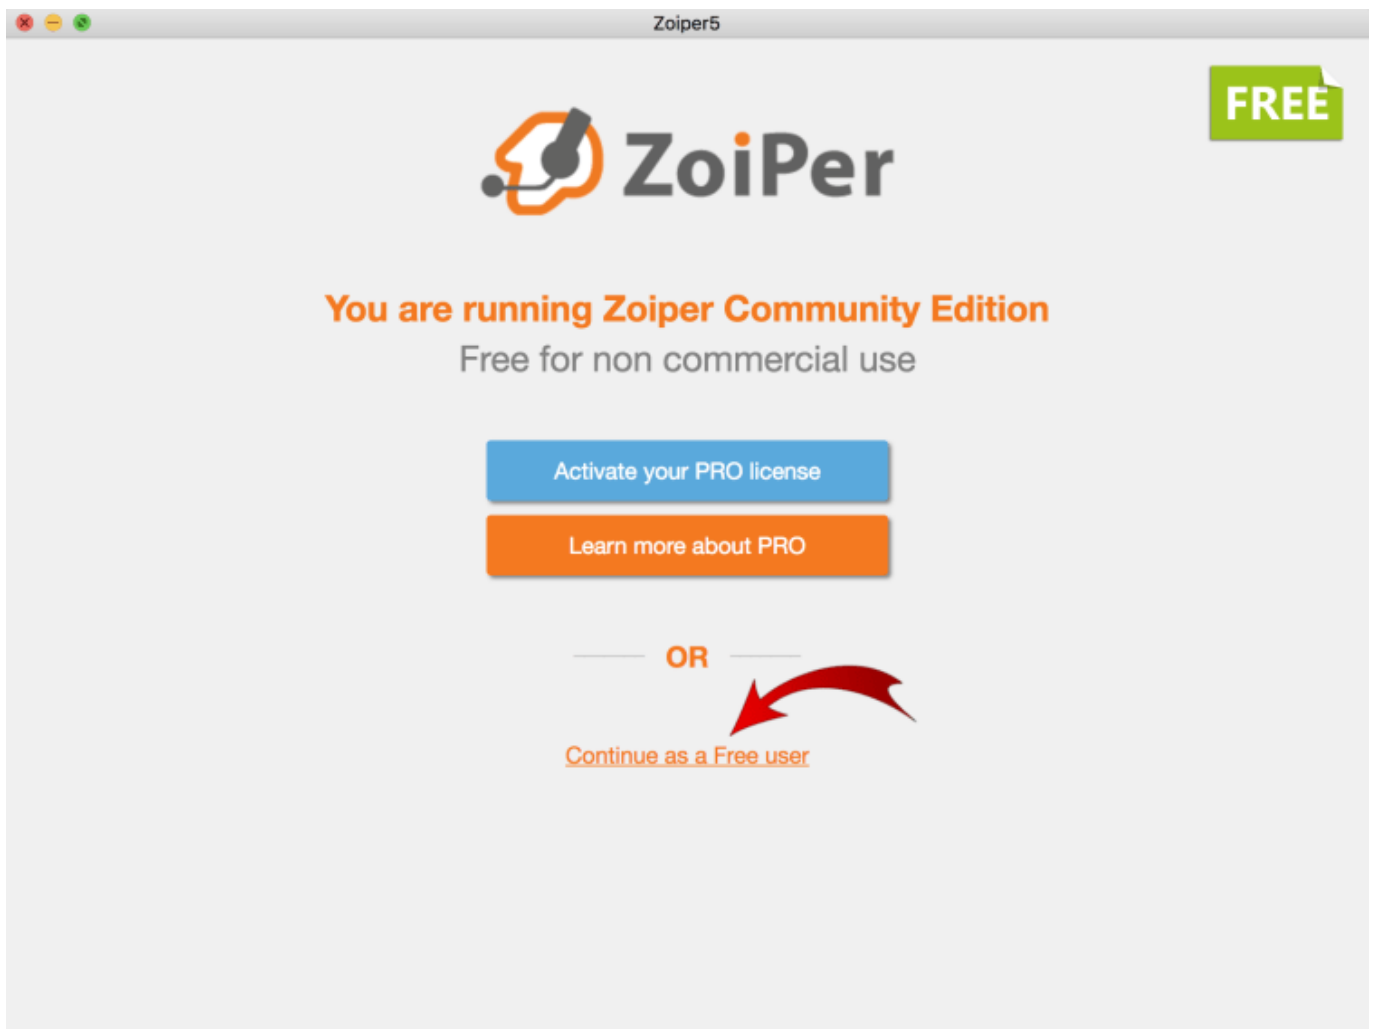 Zoiper5
FREE
ZoiPer
You are running Zoiper Community Edition
Free for non commercial use
Activate your PRO license
Learn more about PRO
OR
Continue as a Free user